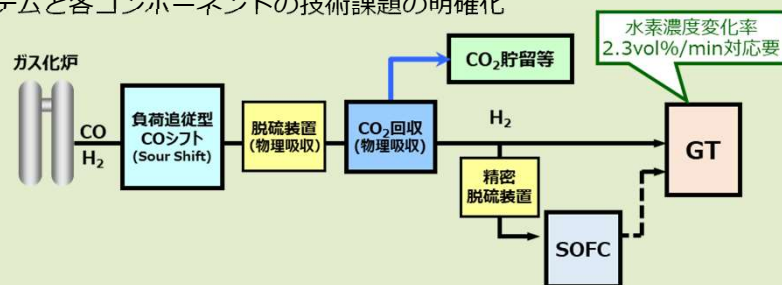 テムと各コンポーネントの技術課題の明確化
水素濃度変化率
2.3vol%/min対応要
ガス化炉
CO₂貯留等
CO
H₂
負荷追従型
COシフト
(Sour Shift)
脱硫装置
(物理吸収)
CO₂回収
(物理吸収)
H₂
GT
精密
脱硫装置
SOFC